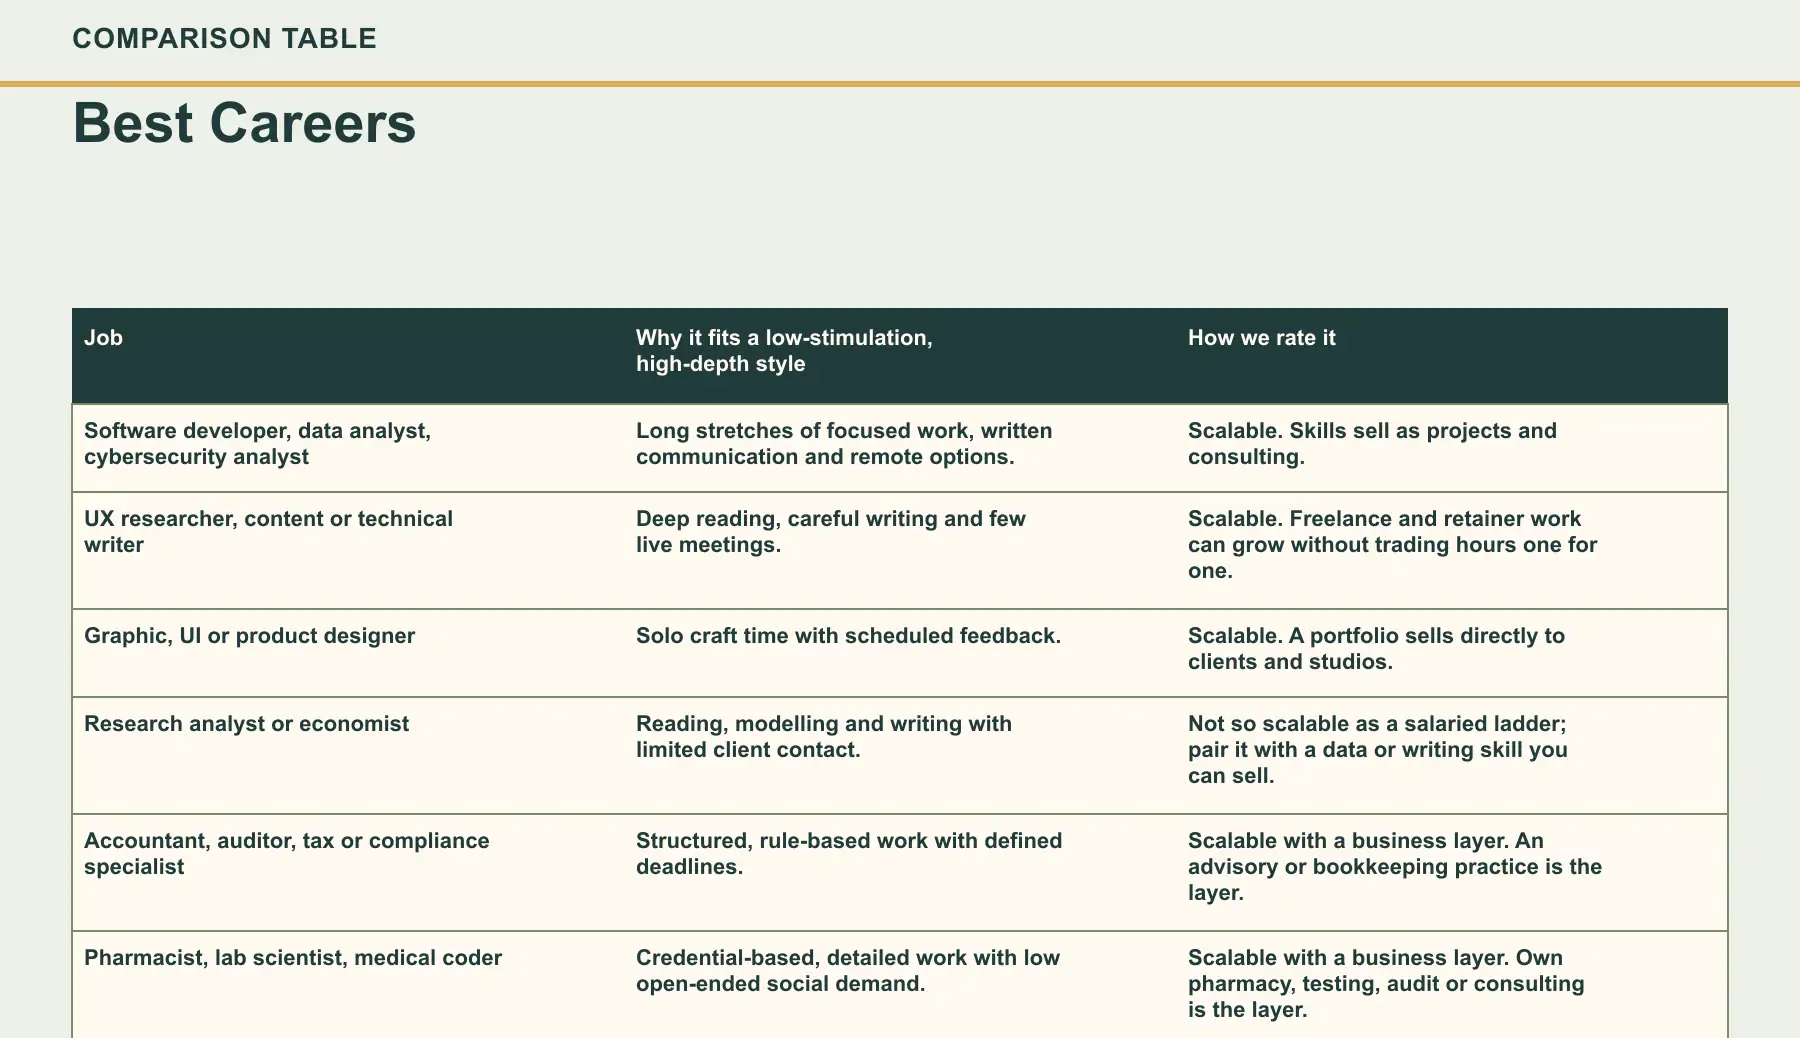 COMPARISON TABLE
Best Careers
Job
Why it fits a low-stimulation,
high-depth style
How we rate it
Software developer, data analyst,
cybersecurity analyst
Long stretches of focused work, written
communication and remote options.
Scalable. Skills sell as projects and
consulting.
UX researcher, content or technical
writer
Deep reading, careful writing and few
live meetings.
Scalable. Freelance and retainer work
can grow without trading hours one for
one.
Graphic, UI or product designer
Solo craft time with scheduled feedback.
Scalable. A portfolio sells directly to
clients and studios.
Research analyst or economist
Reading, modelling and writing with
limited client contact.
Not so scalable as a salaried ladder;
pair it with a data or writing skill you
can sell.
Accountant, auditor, tax or compliance
specialist
Structured, rule-based work with defined
deadlines.
Scalable with a business layer. An
advisory or bookkeeping practice is the
layer.
Pharmacist, lab scientist, medical coder
Credential-based, detailed work with low
open-ended social demand.
Scalable with a business layer. Own
pharmacy, testing, audit or consulting
is the layer.